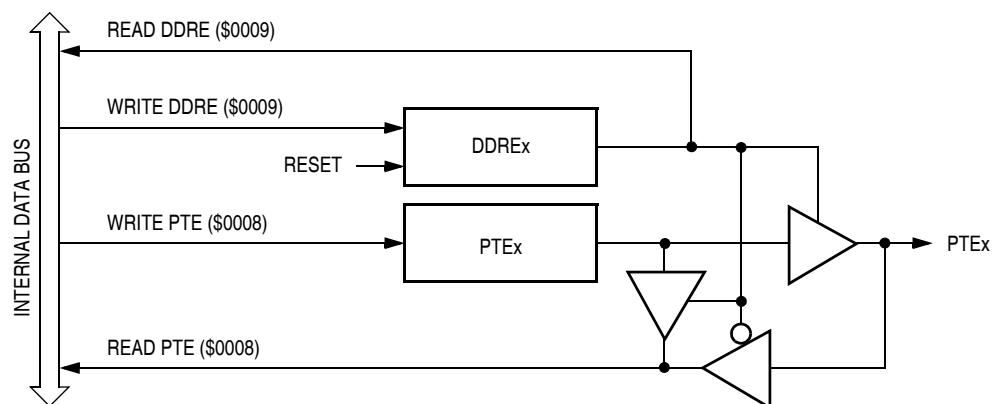 READ DDRE ($0009)
WRITE DDRE ($0009)
DDREx
RESET
WRITE PTE ($0008)
PTEx
PTEx
READ PTE ($0008)
INTERNAL DATA BUS